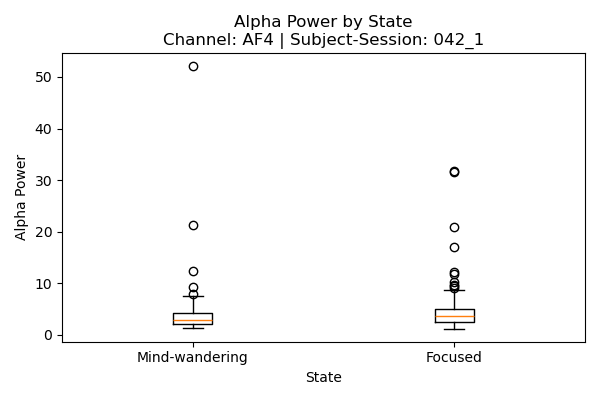 Alpha Power by State
Channel: AF4 | Subject-Session: 042_1
Alpha Power
50
40
30
20
10
0
Mind-wandering
Focused
State